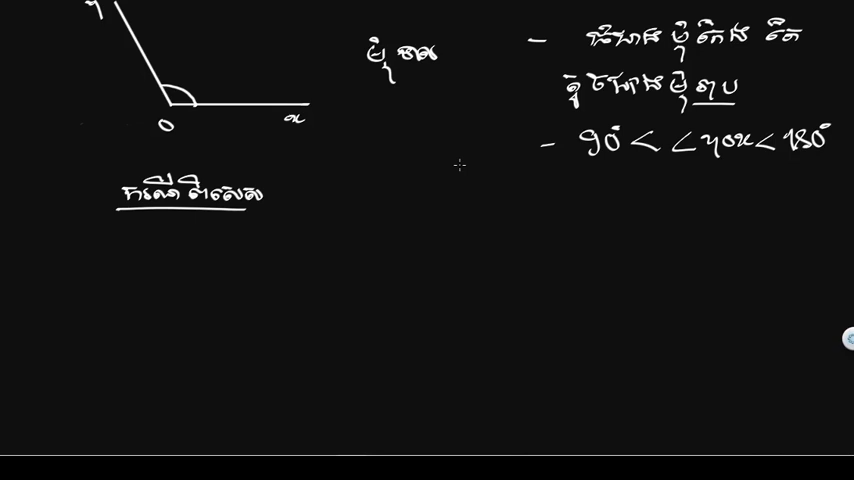 y
មុំទាល
- ធំជាងមុំកែង តែ
តូចជាងមុំរាប
O
x
- 90° < ∠yox < 180°
ករណីពិសេស